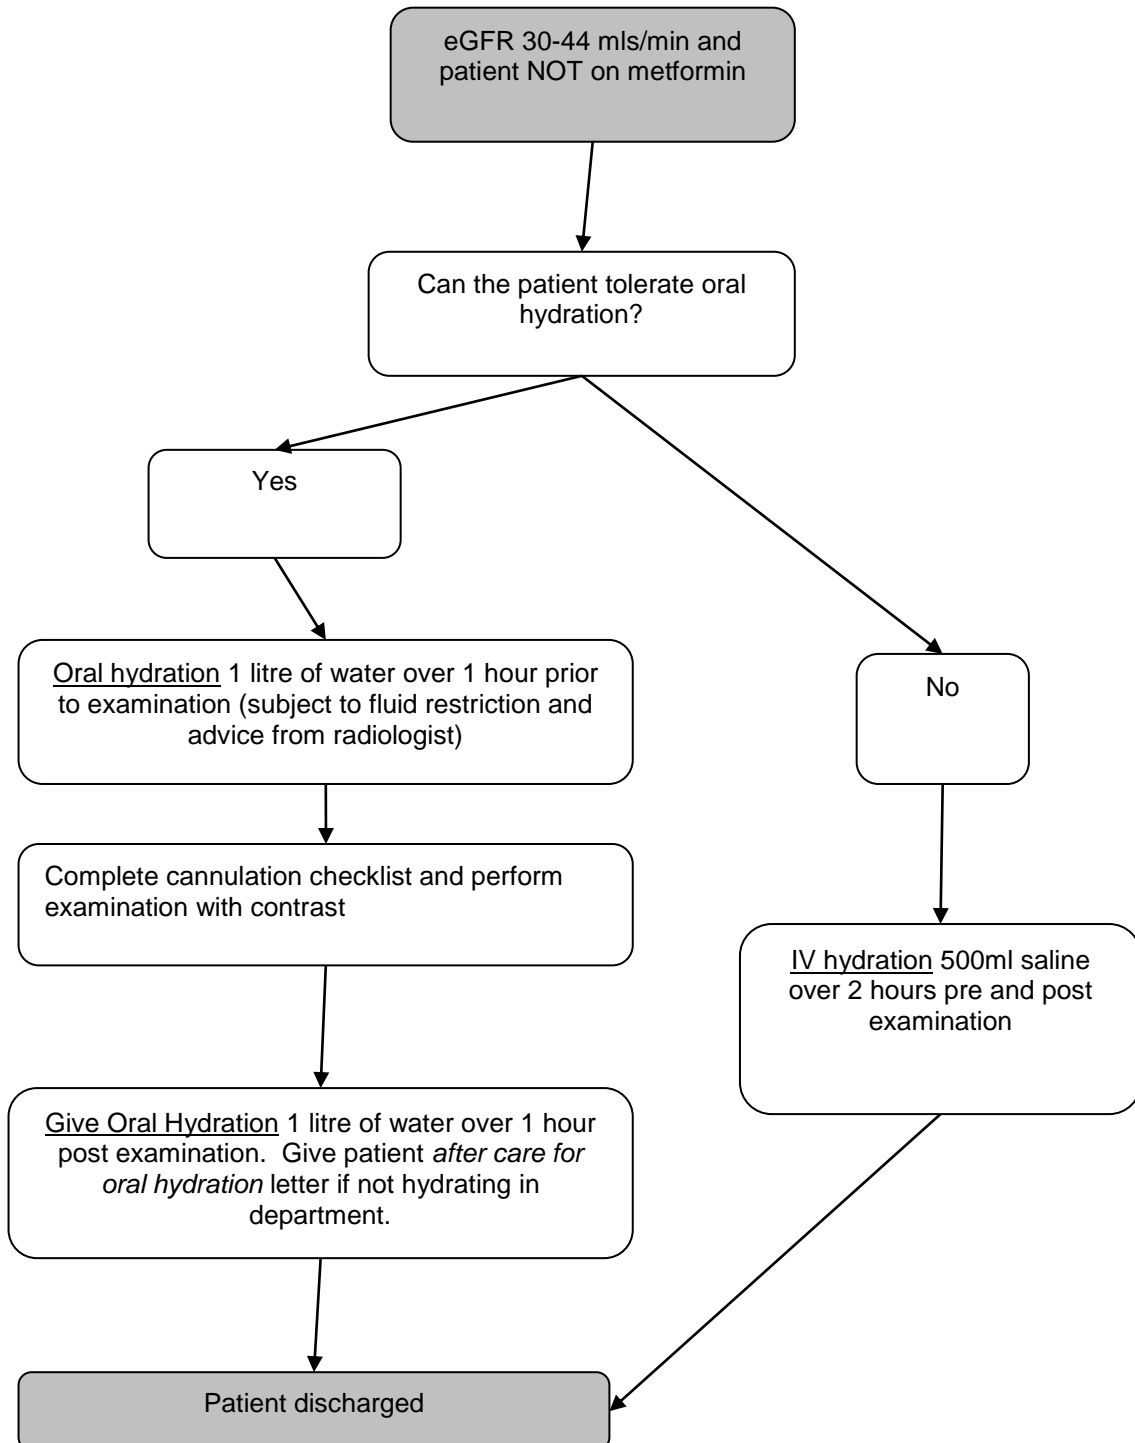 eGFR 30-44 mls/min and
patient NOT on metformin
Can the patient tolerate oral
hydration?
Yes
Oral hydration 1 litre of water over 1 hour prior
to examination (subject to fluid restriction and
advice from radiologist)
No
Complete cannulation checklist and perform
examination with contrast
IV hydration 500ml saline
over 2 hours pre and post
examination
Give Oral Hydration 1 litre of water over 1 hour
post examination.  Give patient after care for
oral hydration letter if not hydrating in
department.
Patient discharged